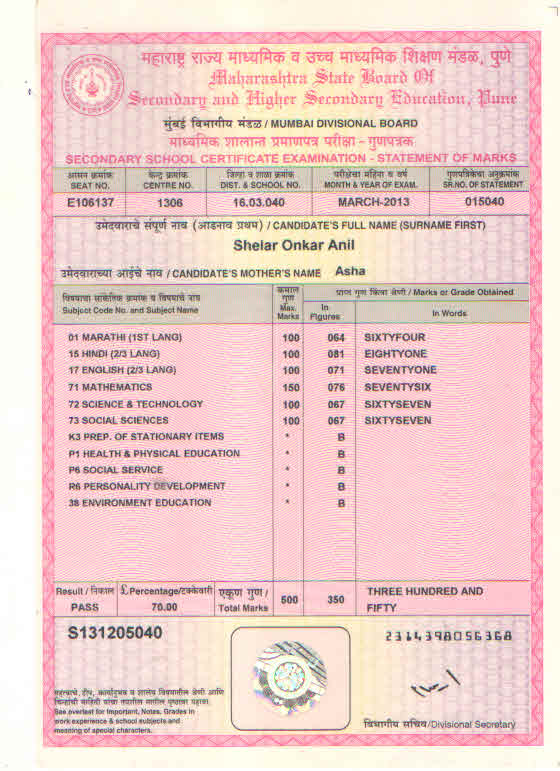 महाराष्ट्र राज्य माध्यमिक व उच्च माध्यमिक शिक्षण मंडळ, पुणे
Maharashtra State Board Of
Secondary and Higher Secondary Education, Pune
मुंबई विभागीय मंडळ / MUMBAI DIVISIONAL BOARD
माध्यमिक शालान्त प्रमाणपत्र परीक्षा - गुणपत्रक
SECONDARY SCHOOL CERTIFICATE EXAMINATION - STATEMENT OF MARKS
आसन क्रमांक केन्द्र क्रमांक जिल्हा व शाळा क्रमांक परीक्षेचा महिना व वर्ष गुणपत्रिकेचा अनुक्रमांक
SEAT NO. CENTRE NO. DIST. & SCHOOL NO. MONTH & YEAR OF EXAM. SR.NO. OF STATEMENT
E106137 1306 16.03.040 MARCH-2013 015040
उमेदवाराचे संपूर्ण नाव (आडनाव प्रथम) / CANDIDATE'S FULL NAME (SURNAME FIRST)
Shelar Onkar Anil
उमेदवाराच्या आईचे नाव / CANDIDATE'S MOTHER'S NAME Asha
विषयाचा सांकेतिक क्रमांक व विषयाचे नाव कमाल गुण प्राप्त गुण किंवा श्रेणी / Marks or Grade Obtained
Subject Code No. and Subject Name Max. Marks In Figures In Words
01 MARATHI (1ST LANG) 100 064 SIXTYFOUR
15 HINDI (2/3 LANG) 100 081 EIGHTYONE
17 ENGLISH (2/3 LANG) 100 071 SEVENTYONE
71 MATHEMATICS 150 076 SEVENTYSIX
72 SCIENCE & TECHNOLOGY 100 067 SIXTYSEVEN
73 SOCIAL SCIENCES 100 067 SIXTYSEVEN
K3 PREP. OF STATIONARY ITEMS * B
P1 HEALTH & PHYSICAL EDUCATION * B
P6 SOCIAL SERVICE * B
R6 PERSONALITY DEVELOPMENT * B
38 ENVIRONMENT EDUCATION * B
Result / निकाल Percentage/टक्केवारी एकूण गुण / Total Marks 500 350 THREE HUNDRED AND
PASS 70.00 FIFTY
S131205040
2314398056368
महत्वाचे, टीप, कार्यानुभव व शालेय विषयातील श्रेणी आणि
चिन्हांची माहिती यांचा
See overleaf for Important, Notes, Grades in
work experience & school subjects and
meaning of special characters.
विभागीय सचिव/Divisional Secretary